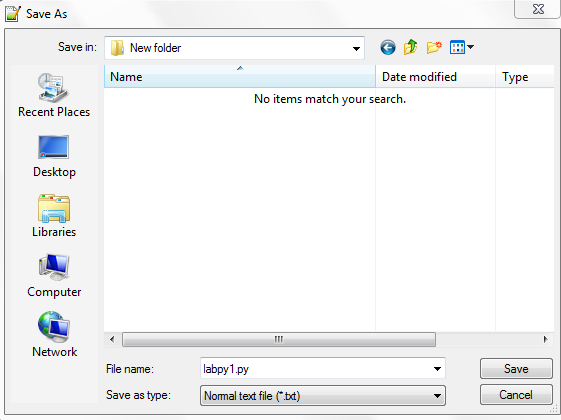 Save As
Save in: New folder
Name Date modified Type
No items match your search.
Recent Places
Desktop
Libraries
Computer
Network
File name: labpy1.py Save
Save as type: Normal text file (*.txt) Cancel